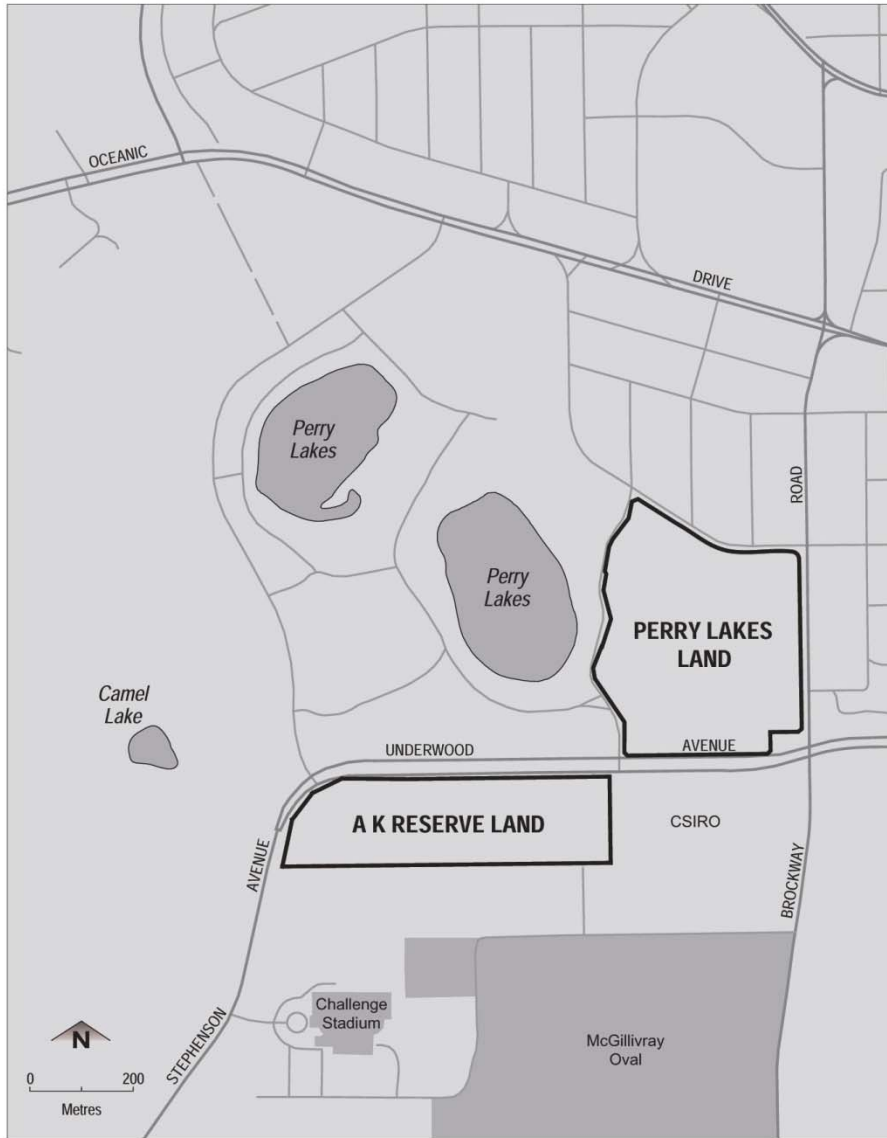 OCEANIC
DRIVE
Perry
Lakes
ROAD
Perry
Lakes
PERRY LAKES
LAND
Camel
Lake
UNDERWOOD
AVENUE
A K RESERVE LAND
CSIRO
AVENUE
BROCKWAY
Challenge
Stadium
McGillivray
Oval
STEPHENSON
N
0 200
Metres